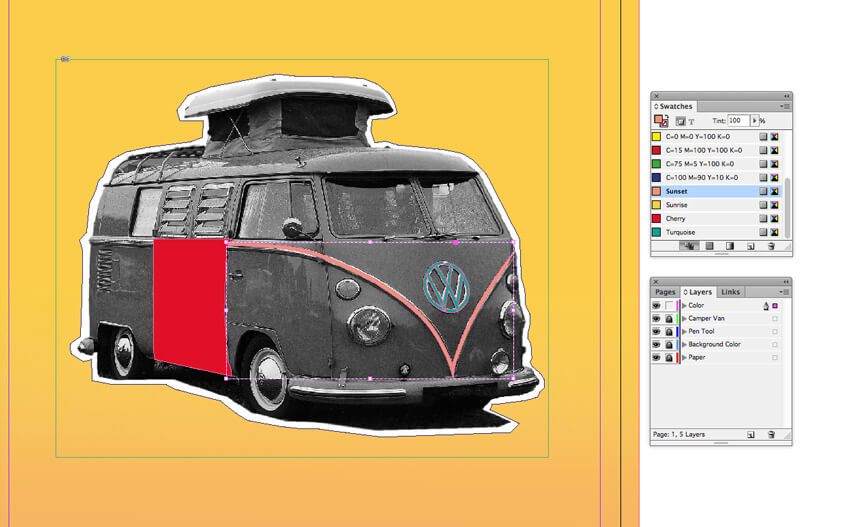 Swatches
Tint: 100 %
C=0 M=0 Y=100 K=0
C=15 M=100 Y=100 K=0
C=75 M=5 Y=100 K=0
C=100 M=90 Y=10 K=0
Sunset
Sunrise
Cherry
Turquoise
Pages Layers Links
Color
Camper Van
Pen Tool
Background Color
Paper
Page: 1, 5 Layers